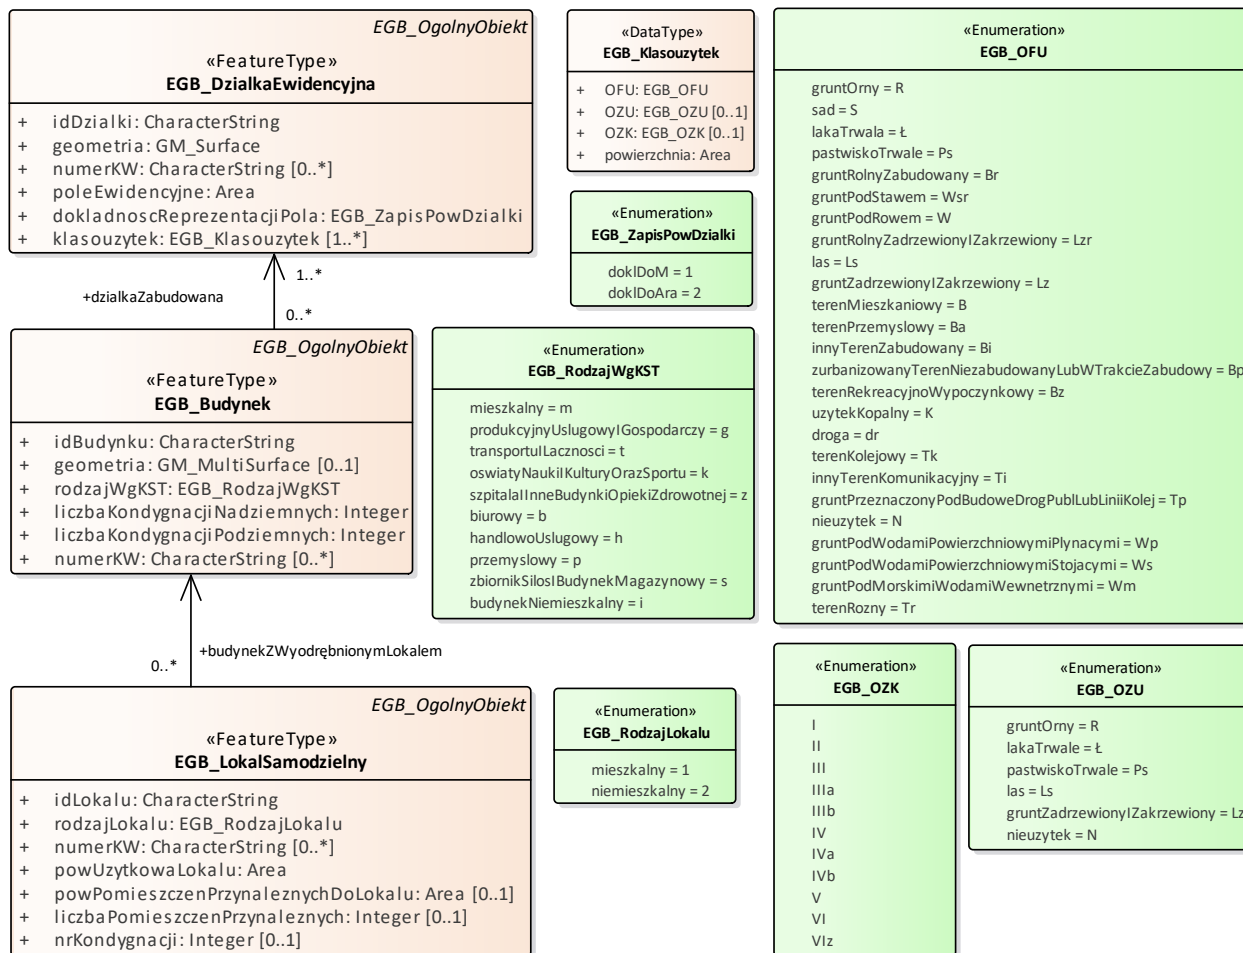 EGB_OgolnyObiekt
«FeatureType»
EGB_DzialkaEwidencyjna
+ idDzialki: CharacterString
+ geometria: GM_Surface
+ numerKW: CharacterString [0..*]
+ poleEwidencyjne: Area
+ dokladnoscReprezentacjiPola: EGB_ZapisPowDzialki
+ klasouzytek: EGB_Klasouzytek [1..*]
1..*
+dzialkaZabudowana
0..*
EGB_OgolnyObiekt
«FeatureType»
EGB_Budynek
+ idBudynku: CharacterString
+ geometria: GM_MultiSurface [0..1]
+ rodzajWgKST: EGB_RodzajWgKST
+ liczbaKondygnacjiNadziemnych: Integer
+ liczbaKondygnacjiPodziemnych: Integer
+ numerKW: CharacterString [0..*]
+budynekZWyodrębnionymLokalem
0..*
EGB_OgolnyObiekt
«FeatureType»
EGB_LokalSamodzielny
+ idLokalu: CharacterString
+ rodzajLokalu: EGB_RodzajLokalu
+ numerKW: CharacterString [0..*]
+ powUzytkowaLokalu: Area
+ powPomieszczenPrzynaleznychDoLokalu: Area [0..1]
+ liczbaPomieszczenPrzynaleznych: Integer [0..1]
+ nrKondygnacji: Integer [0..1]
«DataType»
EGB_Klasouzytek
+ OFU: EGB_OFU
+ OZU: EGB_OZU [0..1]
+ OZK: EGB_OZK [0..1]
+ powierzchnia: Area
«Enumeration»
EGB_ZapisPowDzialki
doklDoM = 1
doklDoAra = 2
«Enumeration»
EGB_RodzajWgKST
mieszkalny = m
produkcyjnyUslugowyIGospodarczy = g
transportuILacznosci = t
oswiatyNaukiIKulturyOrazSportu = k
szpitalaIInneBudynkiOpiekiZdrowotnej = z
biurowy = b
handlowoUslugowy = h
przemyslowy = p
zbiornikSilosIBudynekMagazynowy = s
budynekNiemieszkalny = i
«Enumeration»
EGB_RodzajLokalu
mieszkalny = 1
niemieszkalny = 2
«Enumeration»
EGB_OFU
gruntOrny = R
sad = S
lakaTrwala = Ł
pastwiskoTrwale = Ps
gruntRolnyZabudowany = Br
gruntPodStawem = Wsr
gruntPodRowem = W
gruntRolnyZadrzewionyIZakrzewiony = Lzr
las = Ls
gruntZadrzewionyIZakrzewiony = Lz
terenMieszkaniowy = B
terenPrzemyslowy = Ba
innyTerenZabudowany = Bi
zurbanizowanyTerenNiezabudowanyLubWTrakcieZabudowy = Bp
terenRekreacyjnoWypoczynkowy = Bz
uzytekKopalny = K
droga = dr
terenKolejowy = Tk
innyTerenKomunikacyjny = Ti
gruntPrzeznaczonyPodBudoweDrogPublLubLiniiKolej = Tp
nieuzytek = N
gruntPodWodamiPowierzchniowymiPlynacymi = Wp
gruntPodWodamiPowierzchniowymiStojacymi = Ws
gruntPodMorskimiWodamiWewnetrznymi = Wm
terenRozny = Tr
«Enumeration»
EGB_OZK
I
II
III
IIIa
IIIb
IV
IVa
IVb
V
VI
VIz
«Enumeration»
EGB_OZU
gruntOrny = R
lakaTrwale = Ł
pastwiskoTrwale = Ps
las = Ls
gruntZadrzewionyIZakrzewiony = Lz
nieuzytek = N